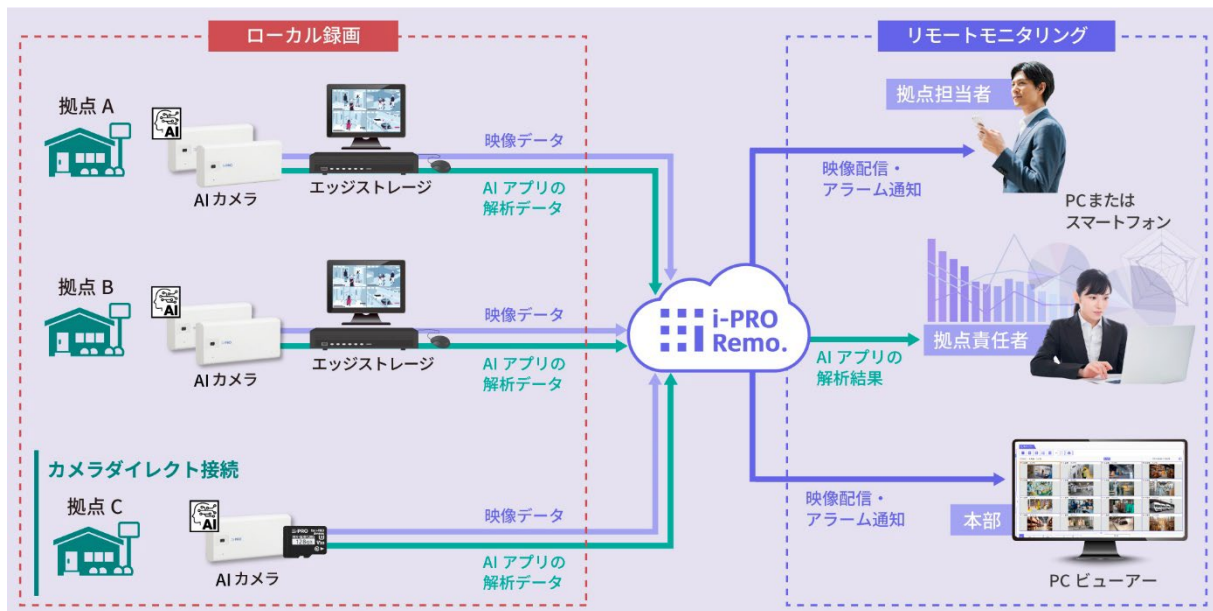 ローカル録画
リモートモニタリング
拠点 A
AI
AI カメラ
エッジストレージ
映像データ
AI アプリの
解析データ
拠点 B
AI
AI カメラ
エッジストレージ
映像データ
AI アプリの
解析データ
カメラダイレクト接続
拠点 C
AI
AI カメラ
i-PRO
128GB
映像データ
AI アプリの
解析データ
i-PRO
Remo.
映像配信・
アラーム通知
拠点担当者
PC または
スマートフォン
AI アプリの
解析結果
拠点責任者
映像配信・
アラーム通知
本部
PC ビューアー